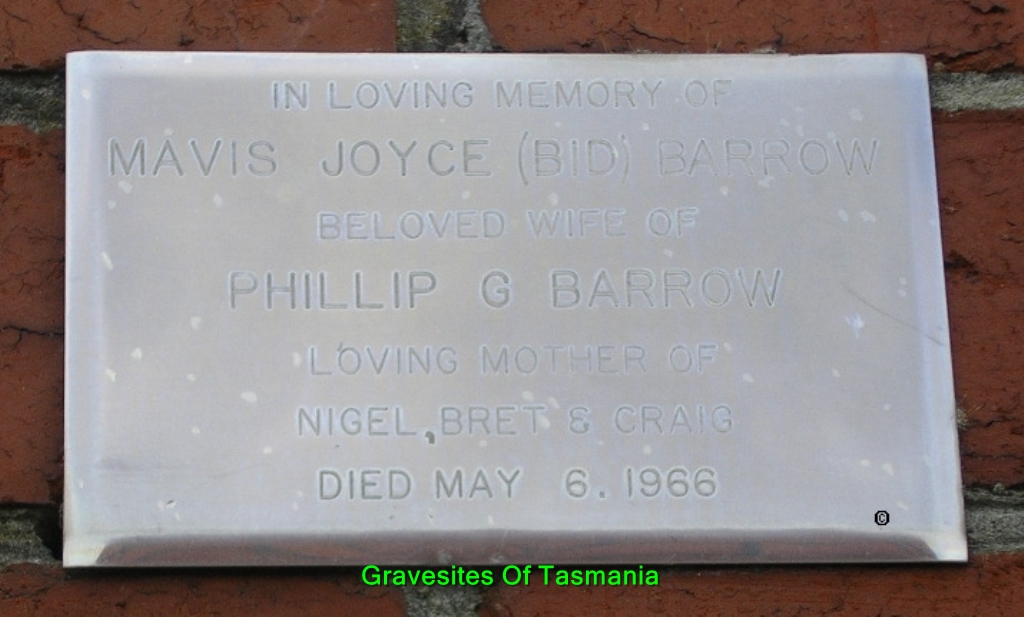 IN LOVING MEMORY OF
MAVIS JOYCE (BID) BARROW
BELOVED WIFE OF
PHILLIP G BARROW
LOVING MOTHER OF
NIGEL, BRET & CRAIG
DIED MAY 6. 1966
©
Gravesites Of Tasmania